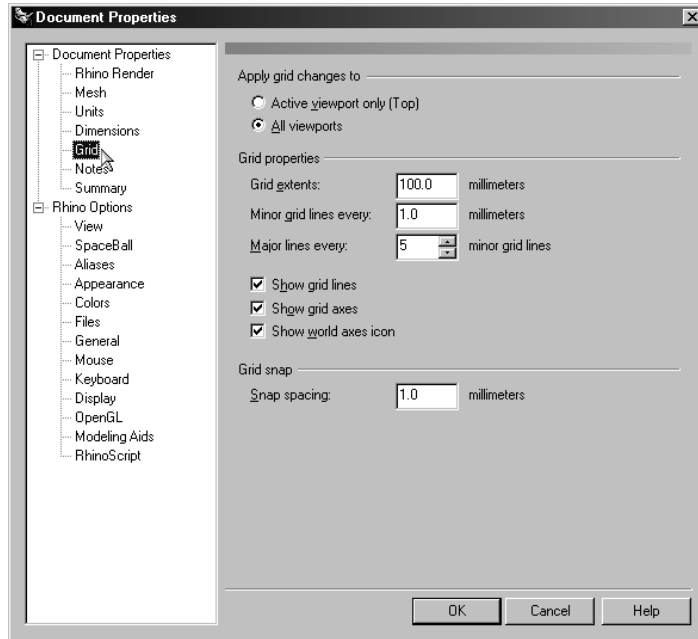 Document Properties
Document Properties
Rhino Render
Mesh
Units
Dimensions
Grid
Notes
Summary
Rhino Options
View
SpaceBall
Aliases
Appearance
Colors
Files
General
Mouse
Keyboard
Display
OpenGL
Modeling Aids
RhinoScript
Apply grid changes to
Active viewport only (Top)
All viewports
Grid properties
Grid extents: 100.0 millimeters
Minor grid lines every: 1.0 millimeters
Major lines every: 5 minor grid lines
Show grid lines
Show grid axes
Show world axes icon
Grid snap
Snap spacing: 1.0 millimeters
OK Cancel Help